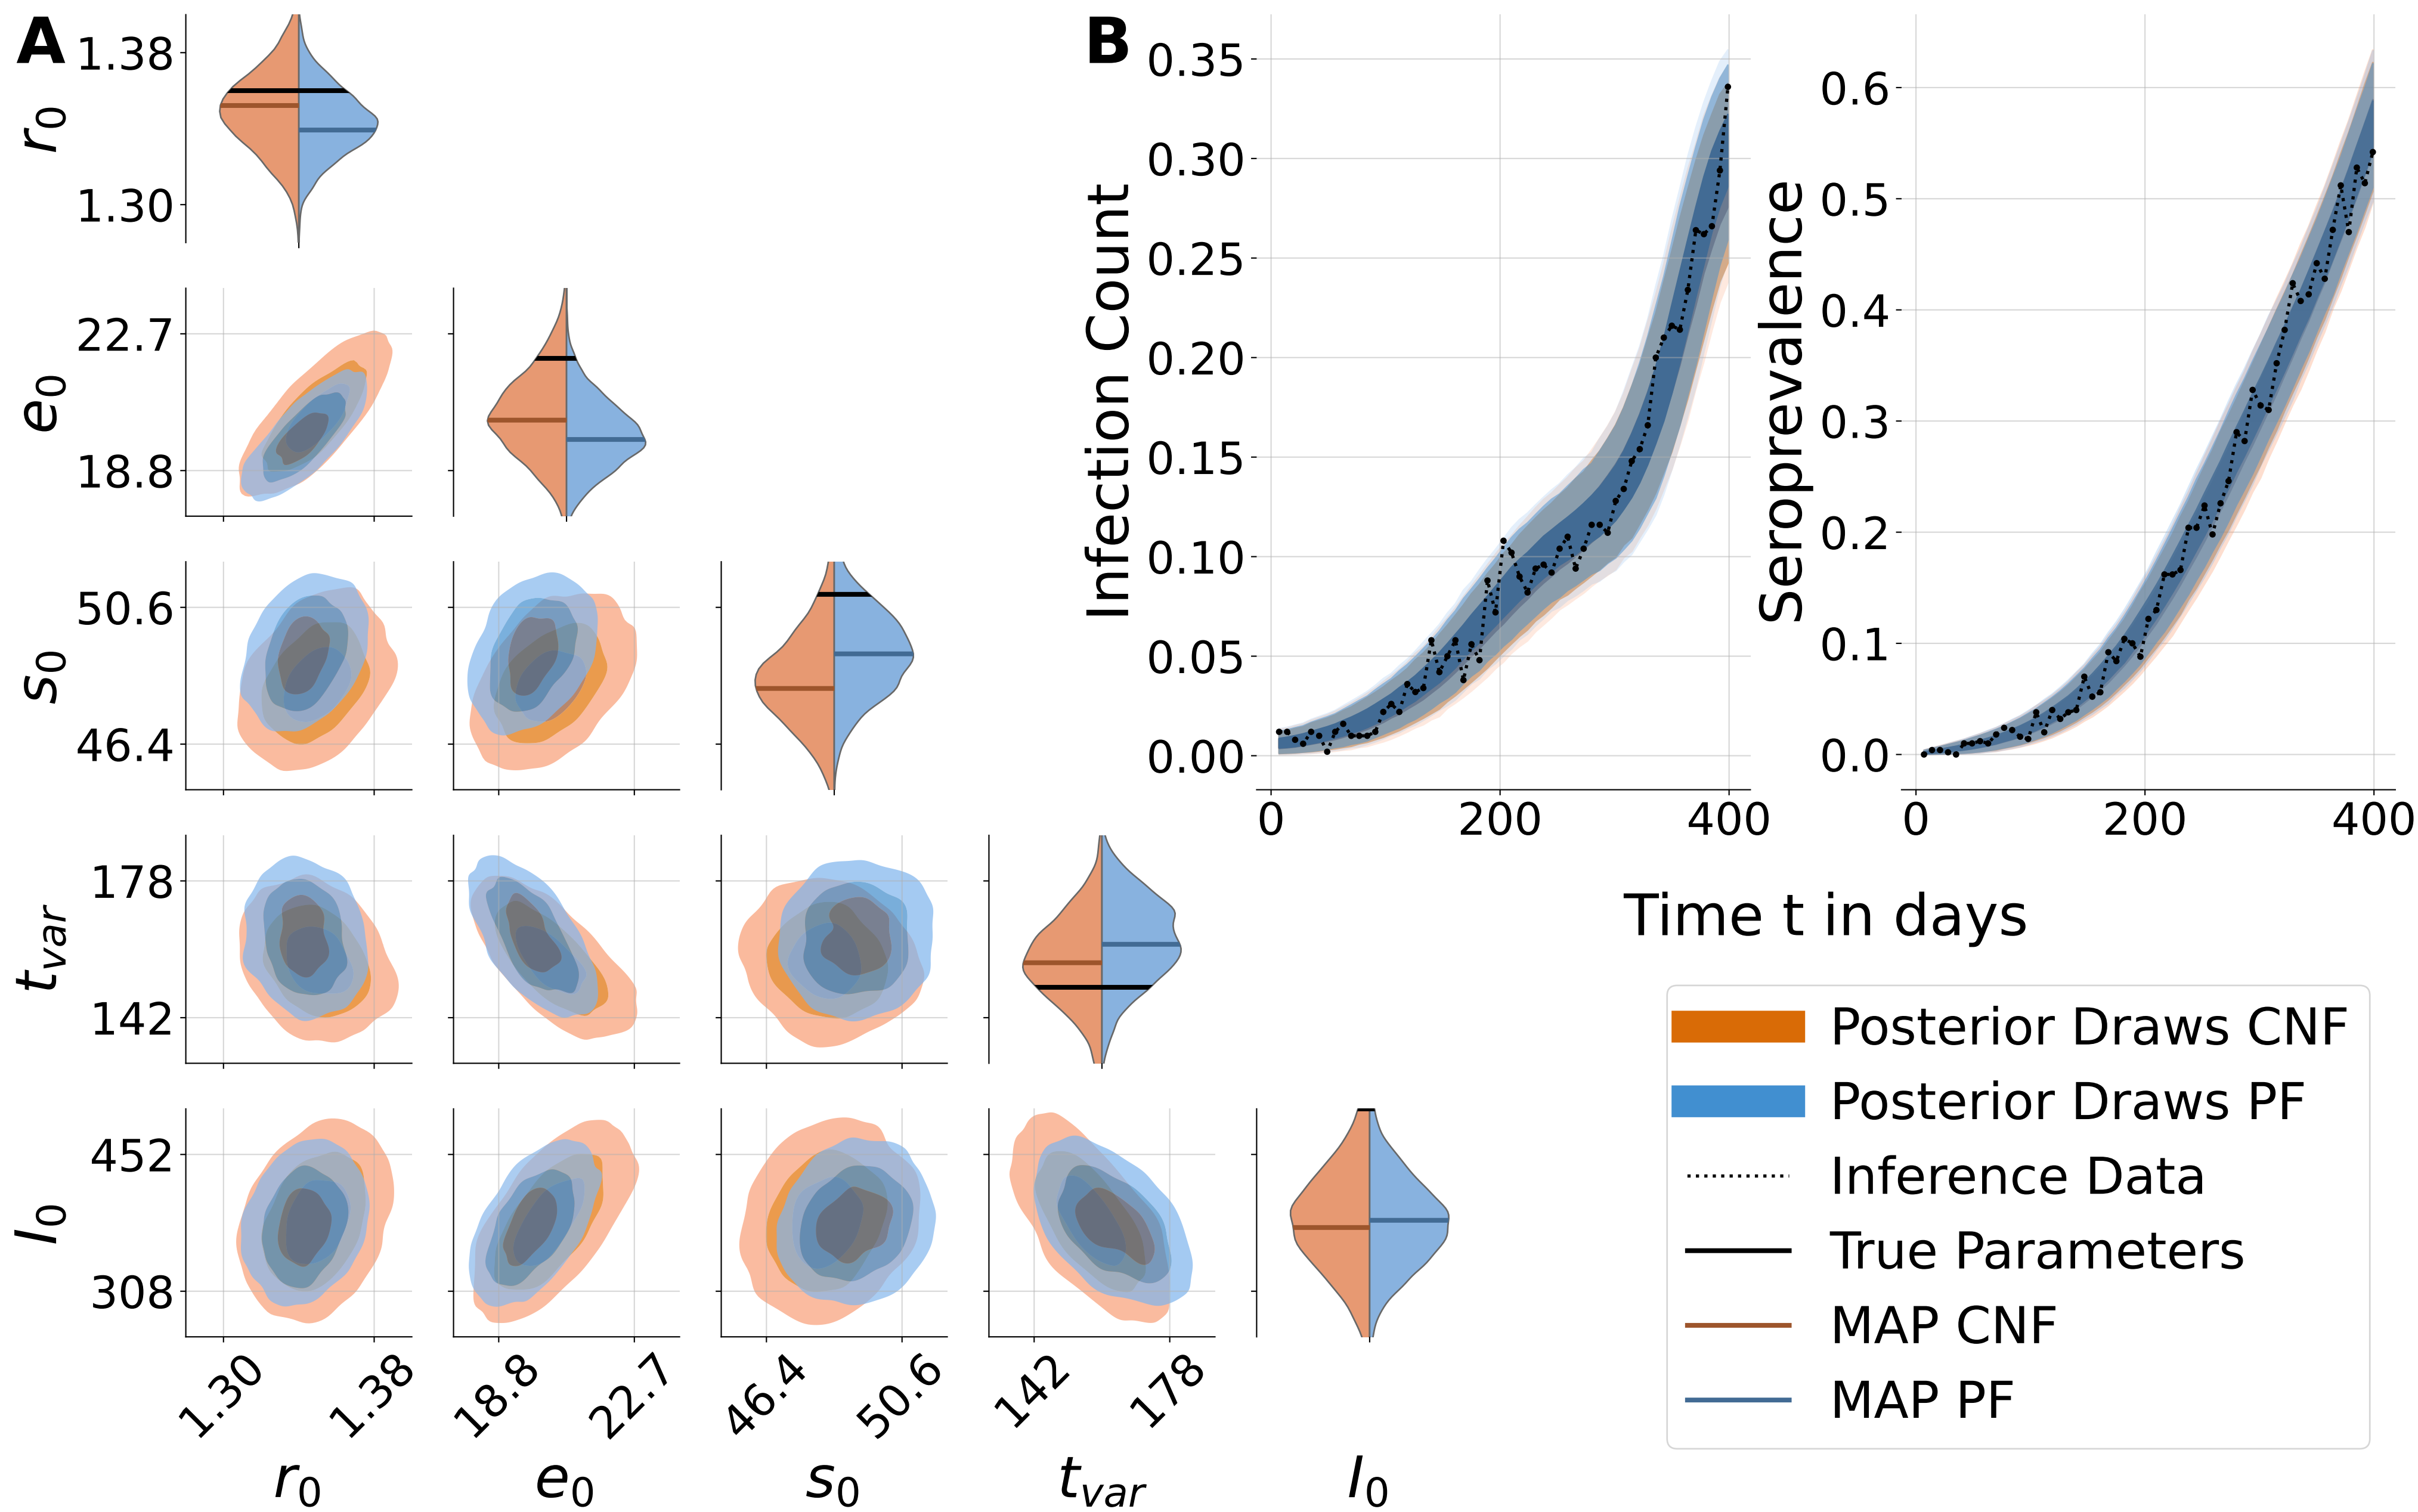 A
1.38
1.30
r0
22.7
18.8
e0
50.6
46.4
s0
178
142
tvar
452
308
I0
1.30
1.38
18.8
22.7
46.4
50.6
142
178
r0
e0
s0
tvar
I0
B
0.35
0.30
0.25
0.20
0.15
0.10
0.05
0.00
Infection Count
0
200
400
0.6
0.5
0.4
0.3
0.2
0.1
0.0
Seroprevalence
0
200
400
Time t in days
Posterior Draws CNF
Posterior Draws PF
Inference Data
True Parameters
MAP CNF
MAP PF